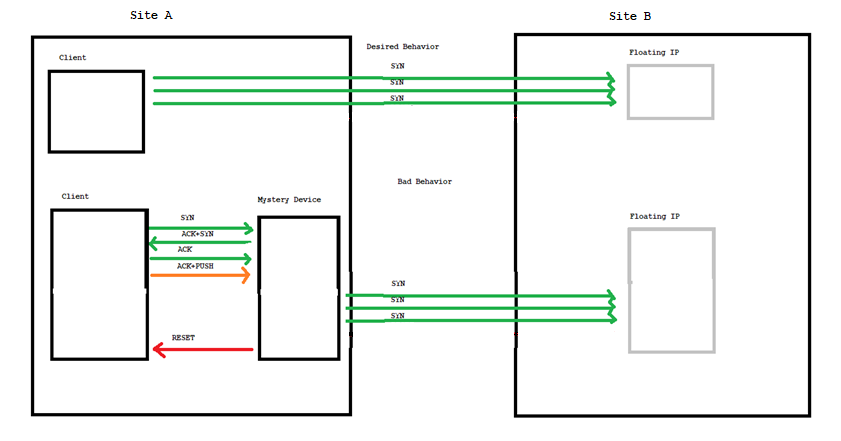 Site A
Site B
Desired Behavior
Client
Floating IP
SYN
SYN
SYN
Bad Behavior
Client
Mystery Device
Floating IP
SYN
ACK+SYN
ACK
ACK+PUSH
SYN
SYN
SYN
RESET